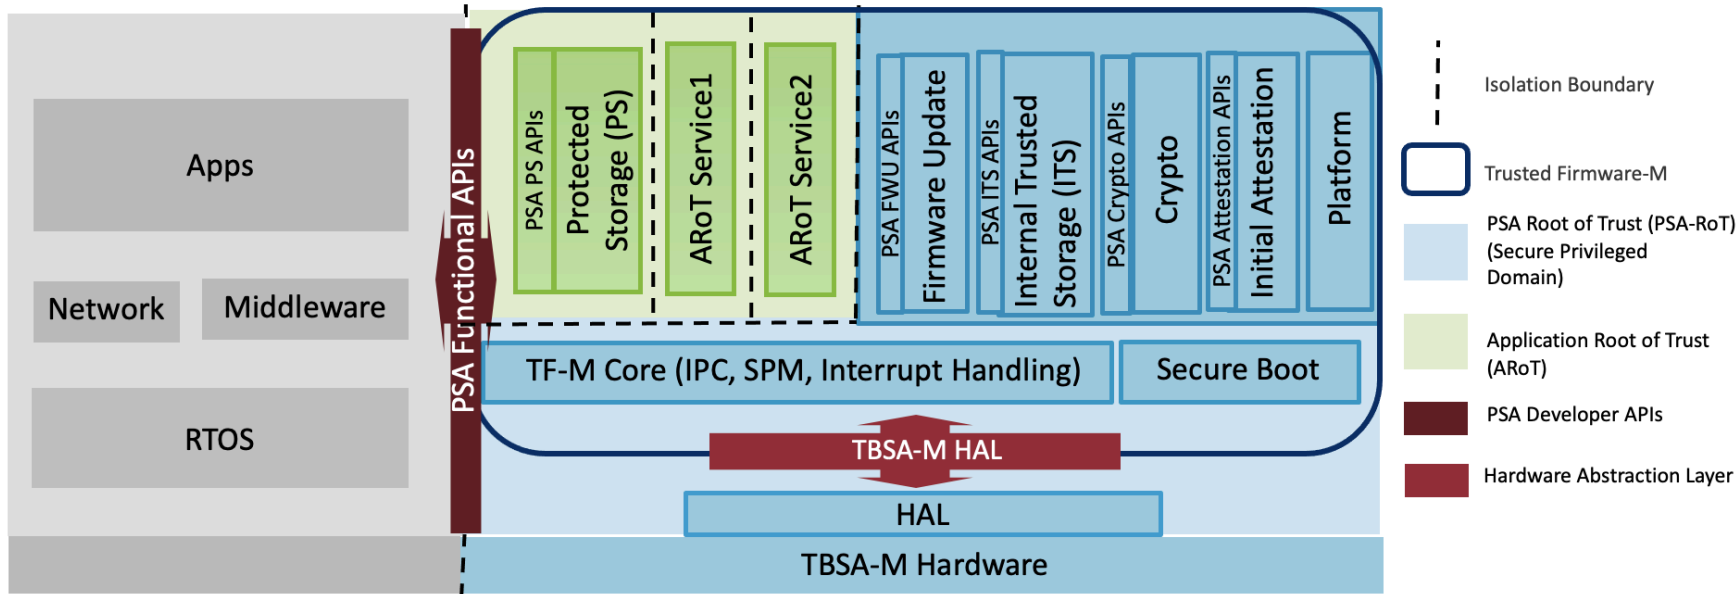 Apps
Network
Middleware
RTOS
PSA Functional APIs
PSA PS APIs
Protected
Storage (PS)
ARoT Service1
ARoT Service2
PSA FWU APIs
Firmware Update
PSA ITS APIs
Internal Trusted
Storage (ITS)
PSA Crypto APIs
Crypto
PSA Attestation APIs
Initial Attestation
Platform
TF-M Core (IPC, SPM, Interrupt Handling)
Secure Boot
TBSA-M HAL
HAL
TBSA-M Hardware
Isolation Boundary
Trusted Firmware-M
PSA Root of Trust (PSA-RoT)
(Secure Privileged
Domain)
Application Root of Trust
(ARoT)
PSA Developer APIs
Hardware Abstraction Layer